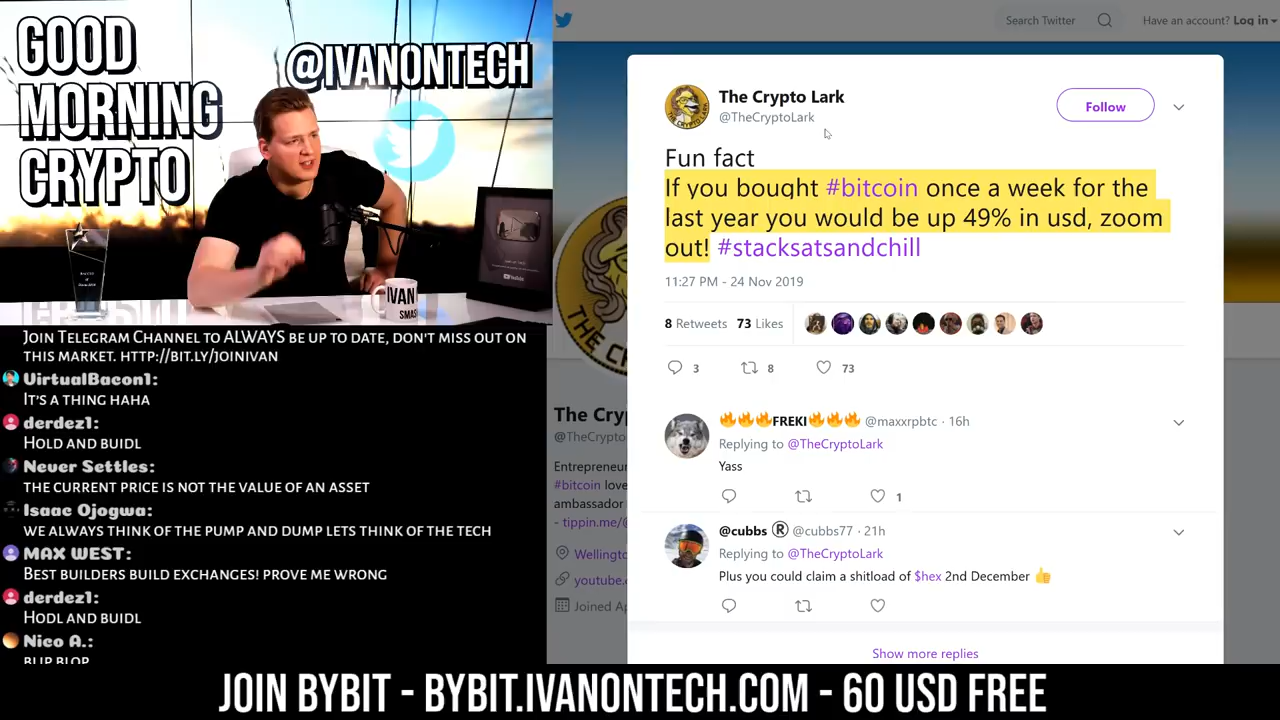 GOOD
MORNING
CRYPTO
@IVANONTECH
IVAN
JOIN TELEGRAM CHANNEL TO ALWAYS BE UP TO DATE, DON'T MISS OUT ON
THIS MARKET. HTTP://BIT.LY/JOINIVAN
VirtualBacon1:
IT'S A THING HAHA
derdez1:
HOLD AND BUIDL
Never Settles:
THE CURRENT PRICE IS NOT THE VALUE OF AN ASSET
Isaac Ojogwa:
WE ALWAYS THINK OF THE PUMP AND DUMP LETS THINK OF THE TECH
MAX WEST:
BEST BUILDERS BUILD EXCHANGES! PROVE ME WRONG
derdez1:
HODL AND BUIDL
Nico A.:
BLIP BLOP
Search Twitter
Have an account? Log in
The Crypto Lark
@TheCryptoLark
Follow
Fun fact
If you bought #bitcoin once a week for the
last year you would be up 49% in usd, zoom
out! #stacksatsandchill
11:27 PM - 24 Nov 2019
8 Retweets 73 Likes
3 8 73
🔥🔥🔥FREKI🔥🔥🔥 @maxxrpbtc · 16h
Replying to @TheCryptoLark
Yass
1
@cubbs ® @cubbs77 · 21h
Replying to @TheCryptoLark
Plus you could claim a shitload of $hex 2nd December 👍
Show more replies
The Cry
@TheCrypto
Entrepreneur
#bitcoin love
ambassador
- tippin.me/@
Wellingto
youtube.c
Joined Ap
JOIN BYBIT - BYBIT.IVANONTECH.COM - 60 USD FREE